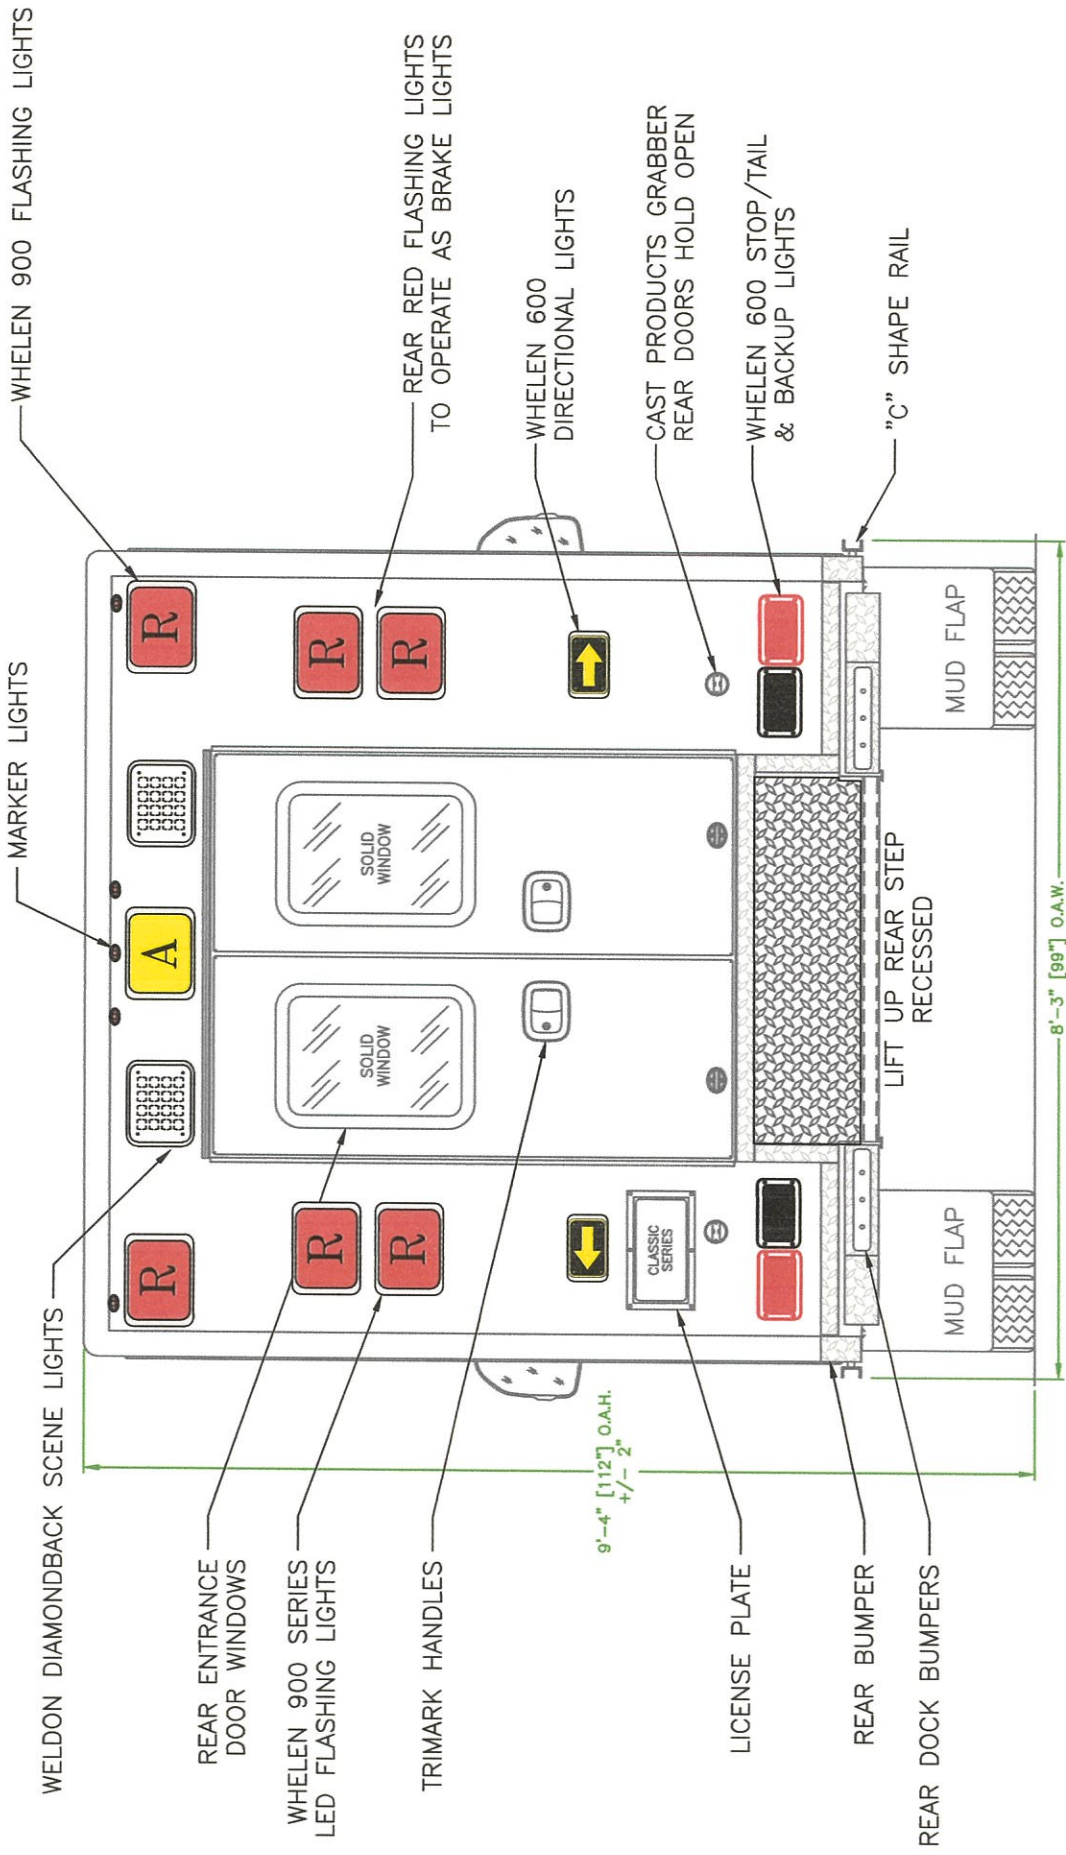 WHELEN 900 FLASHING LIGHTS
MARKER LIGHTS
WELDON DIAMONDBACK SCENE LIGHTS
R
A
R
REAR RED FLASHING LIGHTS
TO OPERATE AS BRAKE LIGHTS
REAR ENTRANCE
DOOR WINDOWS
R
SOLID
WINDOW
SOLID
WINDOW
R
WHELEN 900 SERIES
LED FLASHING LIGHTS
R
R
WHELEN 600
DIRECTIONAL LIGHTS
TRIMARK HANDLES
9'-4" [112"] O.A.H.
+/- 2"
CLASSIC
SERIES
CAST PRODUCTS GRABBER
REAR DOORS HOLD OPEN
LICENSE PLATE
WHELEN 600 STOP/TAIL
& BACKUP LIGHTS
REAR BUMPER
"C" SHAPE RAIL
LIFT UP REAR STEP
RECESSED
REAR DOCK BUMPERS
MUD FLAP
MUD FLAP
8'-3" [99"] O.A.W.